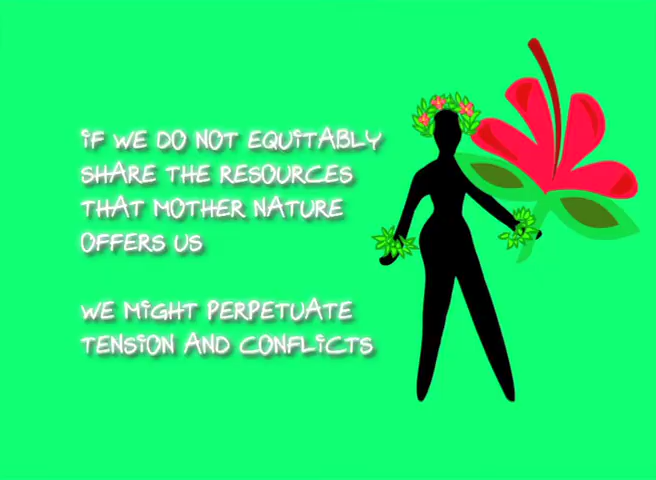 iF WE DO NOT EQUiTABLY
SHARE THE RESOURCES
THAT MOTHER NATURE
OFFERS US
WE MiGHT PERPETUATE
TENSiON AND CONFLiCTS